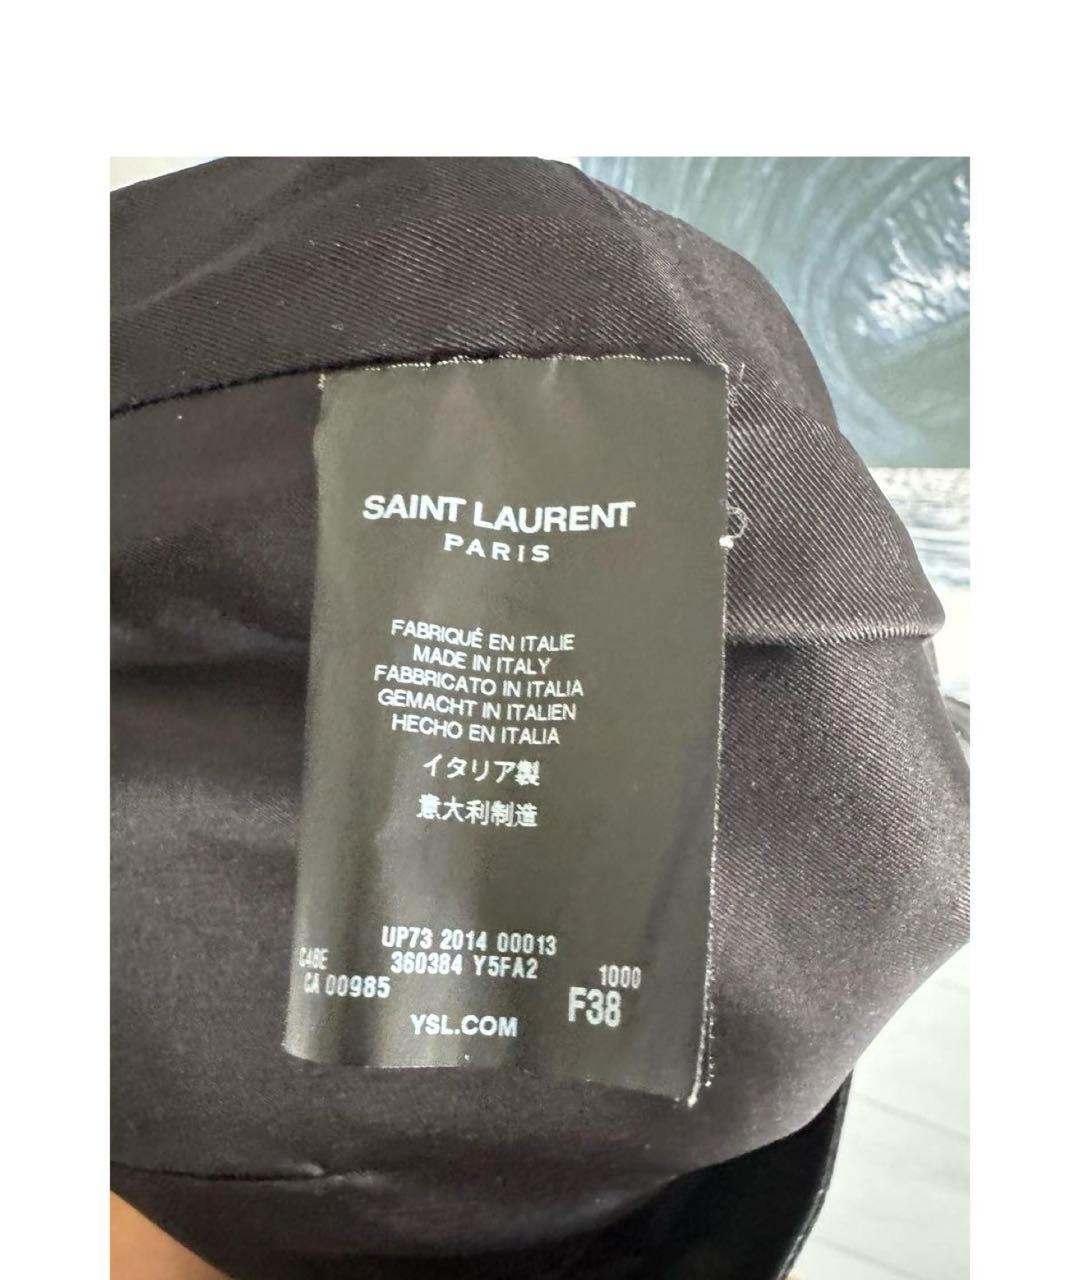 SAINT LAURENT
PARIS
FABRIQUÉ EN ITALIE
MADE IN ITALY
FABBRICATO IN ITALIA
GEMACHT IN ITALIEN
HECHO EN ITALIA
イタリア製
意大利制造
UP73 2014 00013
360384 Y5FA2 1000
CA 00985 F38
YSL.COM